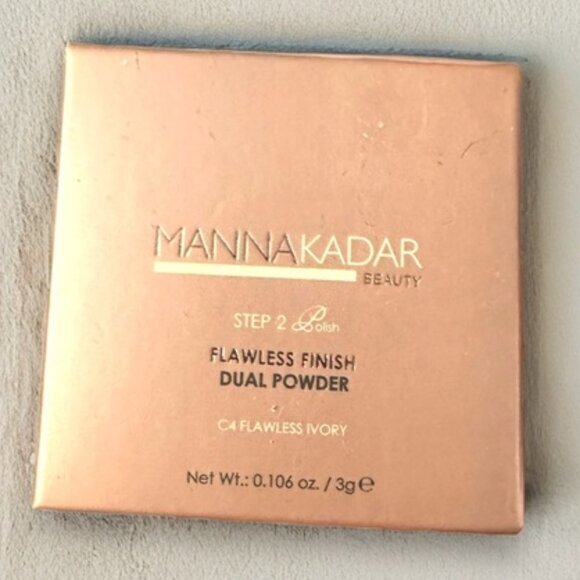 MANNAKADAR
BEAUTY
STEP 2 Polish
FLAWLESS FINISH
DUAL POWDER
C4 FLAWLESS IVORY
Net Wt.: 0.106 oz. / 3g ℮